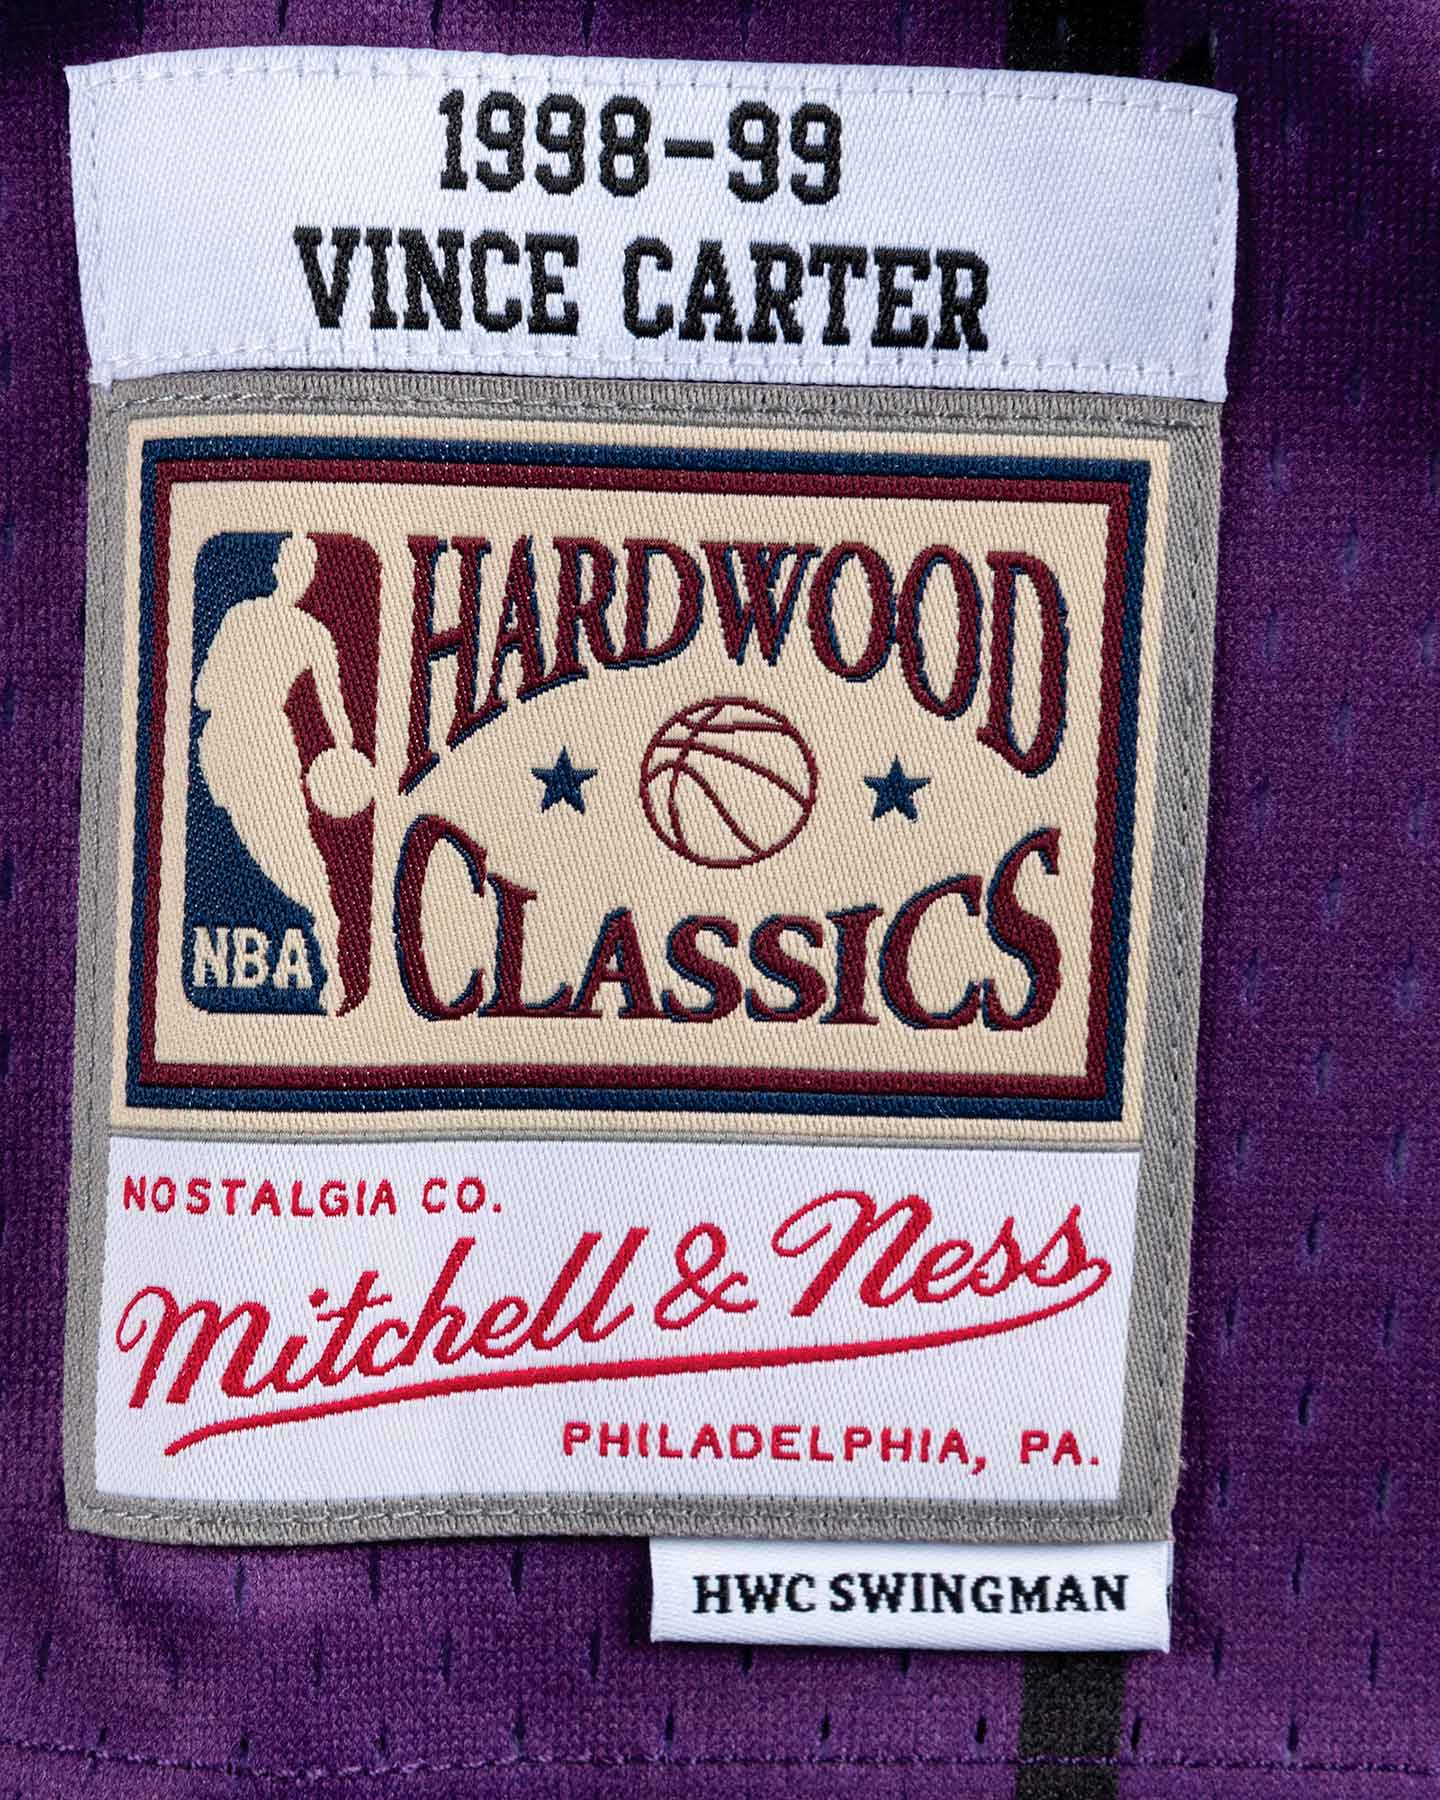 1998-99
VINCE CARTER
HARDWOOD
CLASSICS
NBA
NOSTALGIA CO.
Mitchell & Ness
PHILADELPHIA, PA.
HWC SWINGMAN